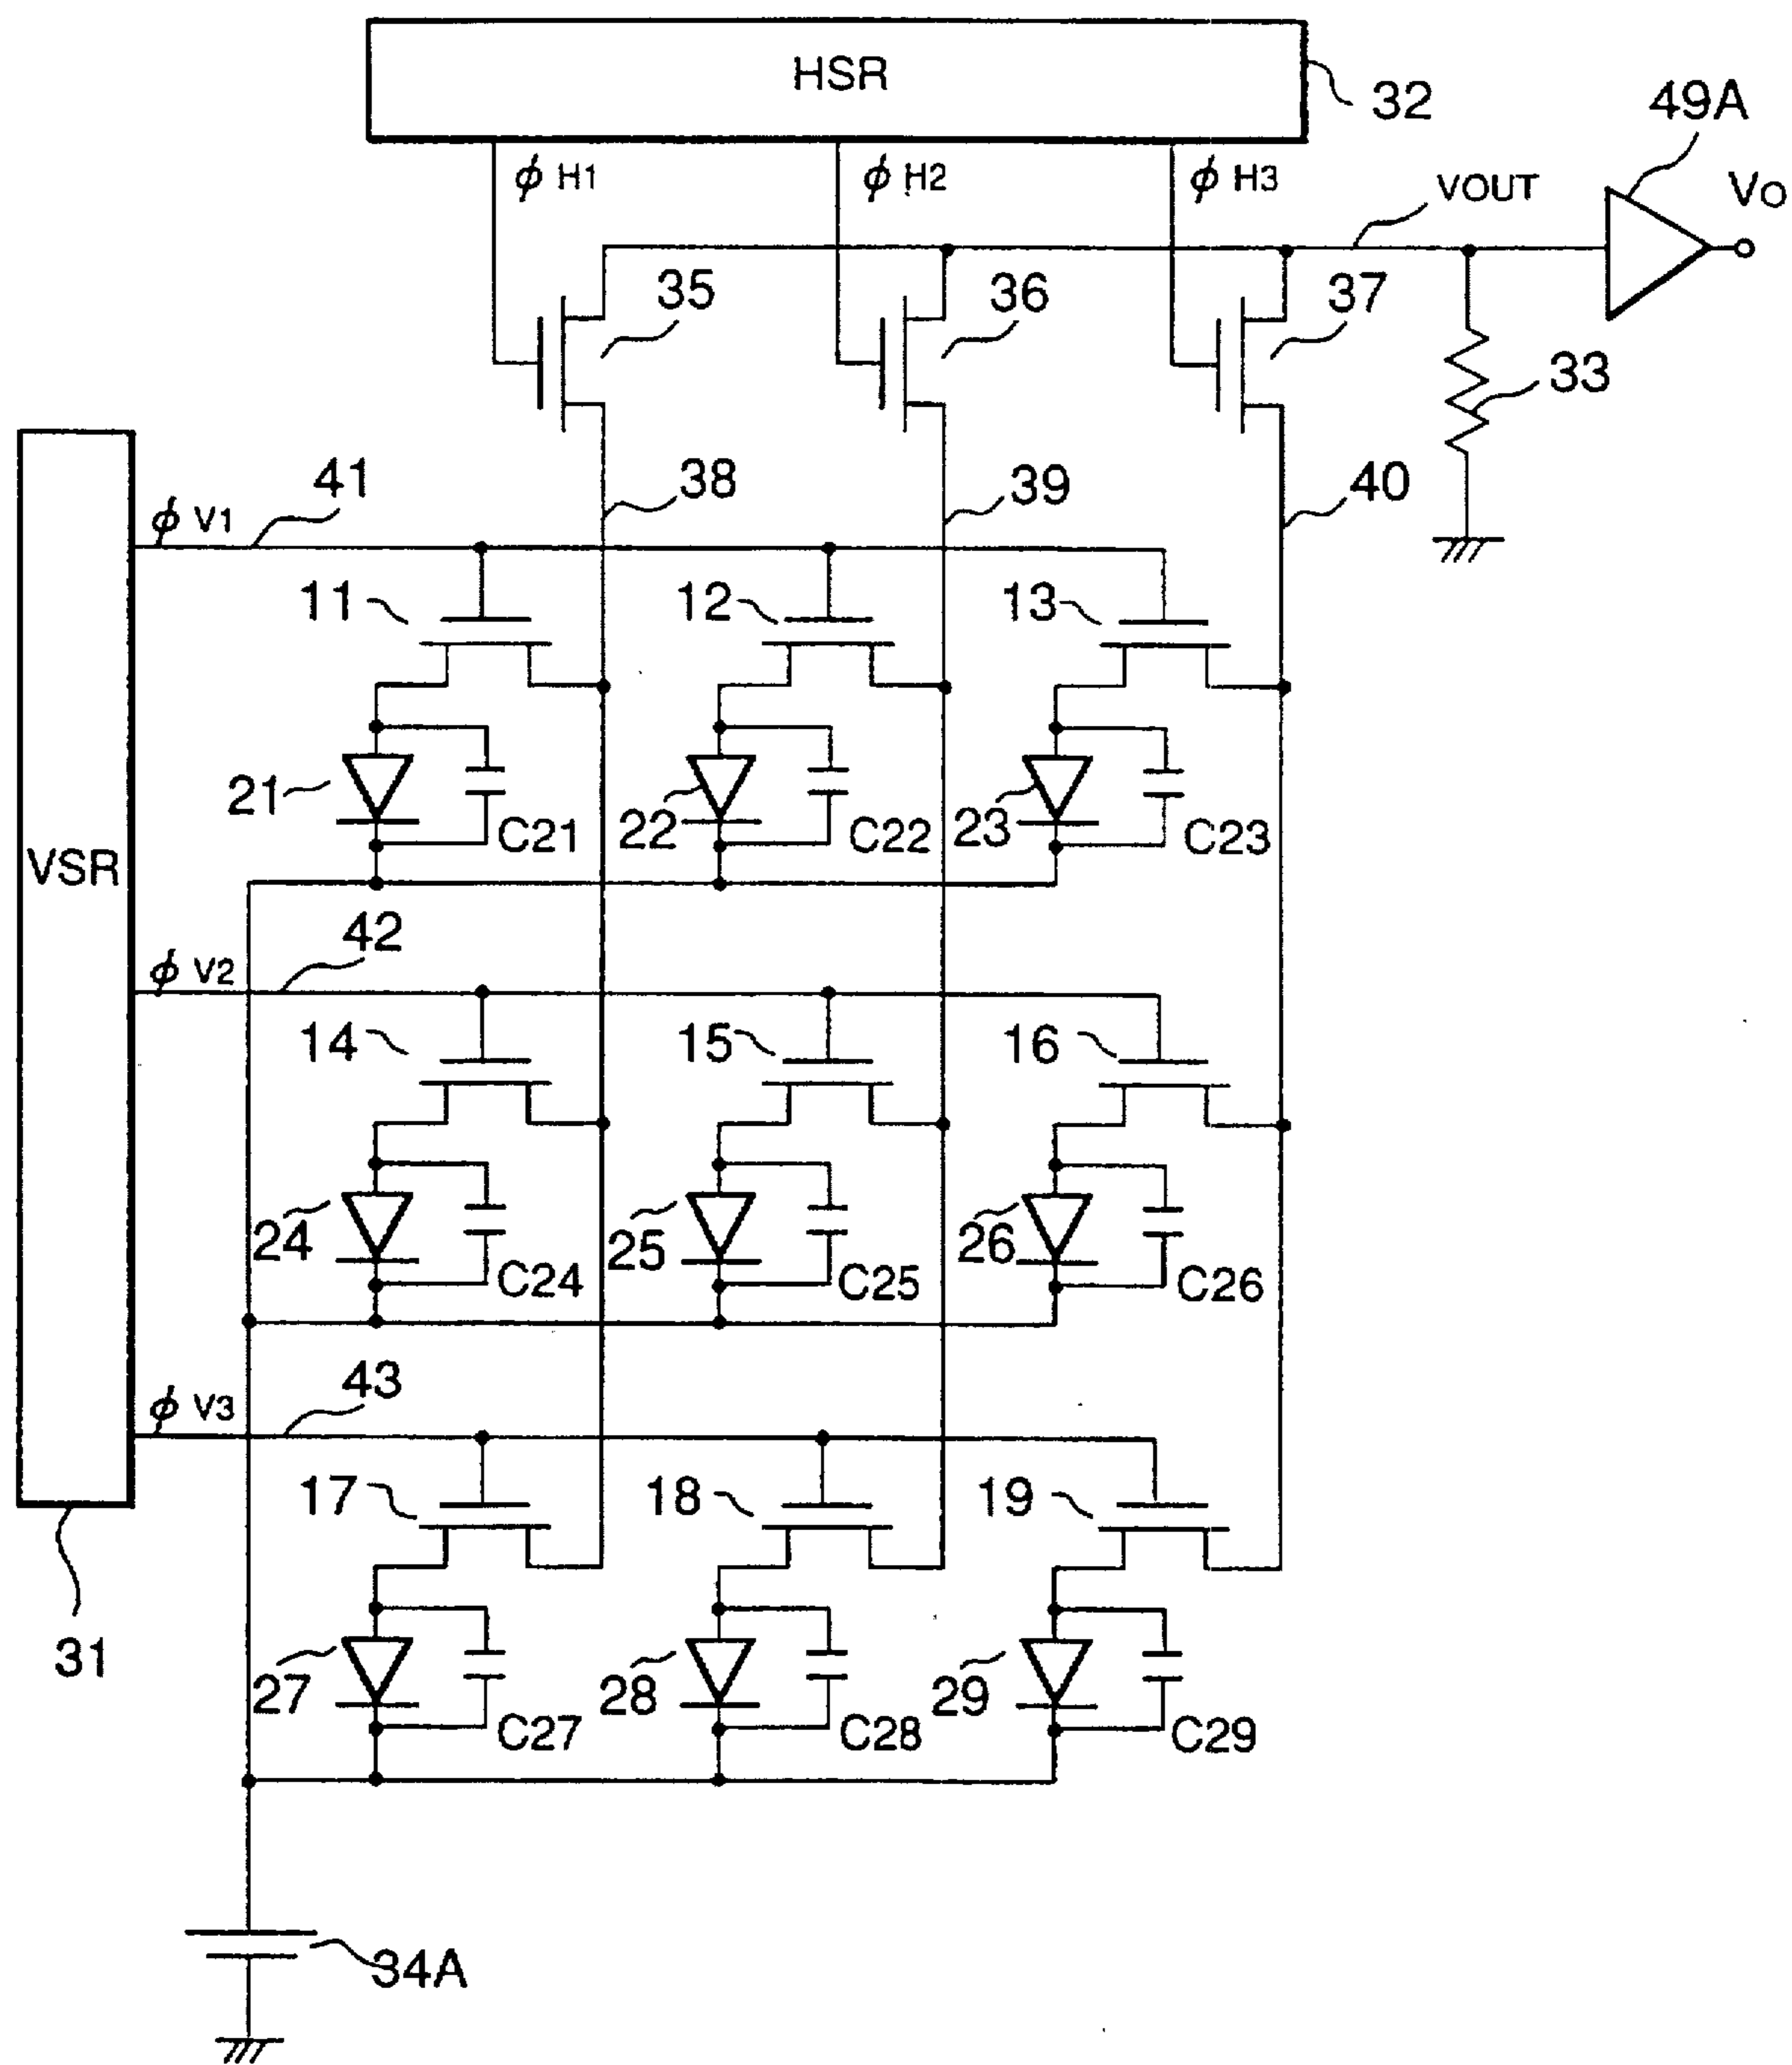 HSR
32
49A
φ H1
φ H2
φ H3
VOUT
VO
35
36
37
33
41
38
39
40
φ V1
11
12
13
21
22
23
C21
C22
C23
VSR
42
φ V2
14
15
16
24
25
26
C24
C25
C26
43
φ V3
17
18
19
31
27
28
29
C27
C28
C29
34A